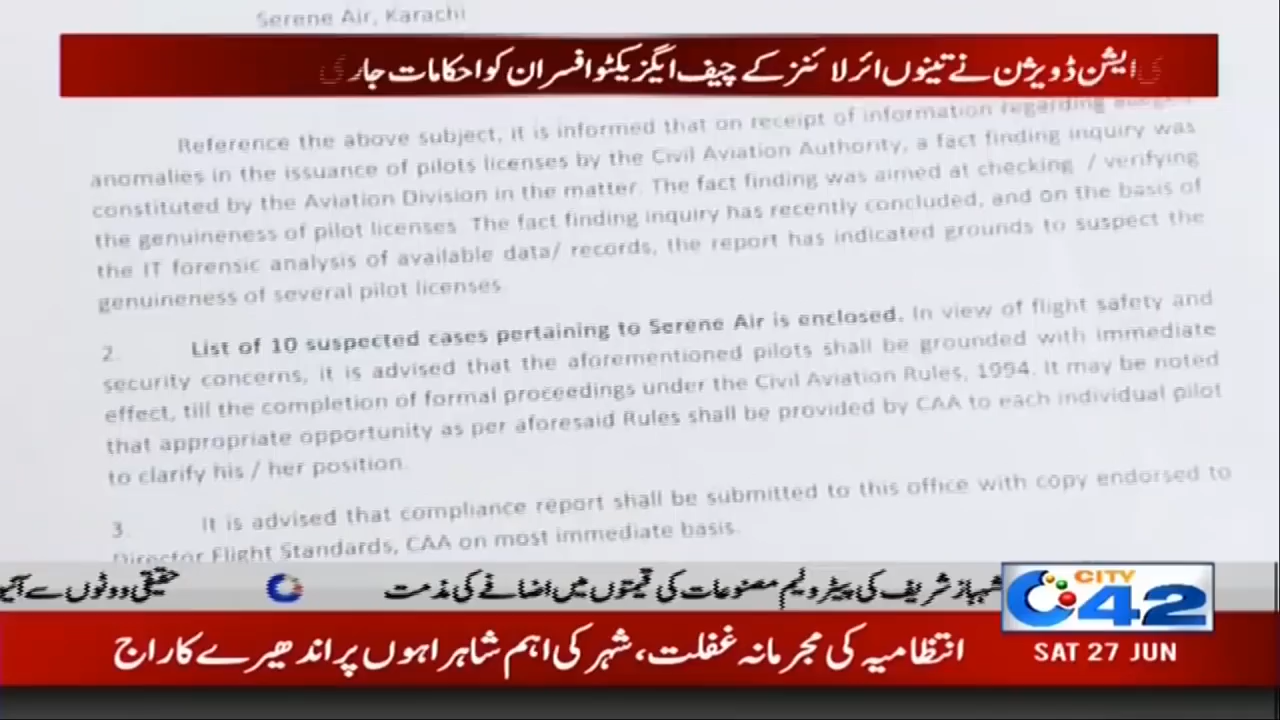 Serene Air, Karachi
ایشن ڈویژن نے تینوں ائرلائنز کے چیف ایگزیکٹو افسران کو احکامات جاری
Reference the above subject, it is informed that on receipt of information regarding
anomalies in the issuance of pilots licenses by the Civil Aviation Authority, a fact finding inquiry was
constituted by the Aviation Division in the matter. The fact finding was aimed at checking / verifying
the genuineness of pilot licenses. The fact finding inquiry has recently concluded, and on the basis of
the IT forensic analysis of available data/ records, the report has indicated grounds to suspect the
genuineness of several pilot licenses.
2. List of 10 suspected cases pertaining to Serene Air is enclosed. In view of flight safety and
security concerns, it is advised that the aforementioned pilots shall be grounded with immediate
effect, till the completion of formal proceedings under the Civil Aviation Rules, 1994. It may be noted
that appropriate opportunity as per aforesaid Rules shall be provided by CAA to each individual pilot
to clarify his / her position.
3. It is advised that compliance report shall be submitted to this office with copy endorsed to
Director Flight Standards, CAA on most immediate basis.
شہباز شریف کی پیٹرولیم مصنوعات کی قیمتوں میں اضافے کی مذمت
حقیقی ووٹوں سے
CITY 42
انتظامیہ کی مجرمانہ غفلت، شہر کی اہم شاہراہوں پر اندھیرے کا راج
SAT 27 JUN